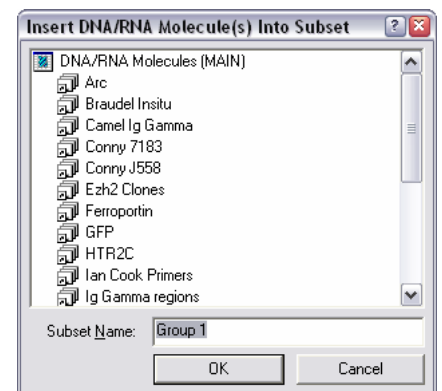 Insert DNA/RNA Molecule(s) Into Subset
DNA/RNA Molecules (MAIN)
Arc
Braudel Insitu
Camel Ig Gamma
Conny 7183
Conny J558
Ezh2 Clones
Ferroportin
GFP
HTR2C
Ian Cook Primers
Ig Gamma regions
Subset Name: Group 1
OK Cancel